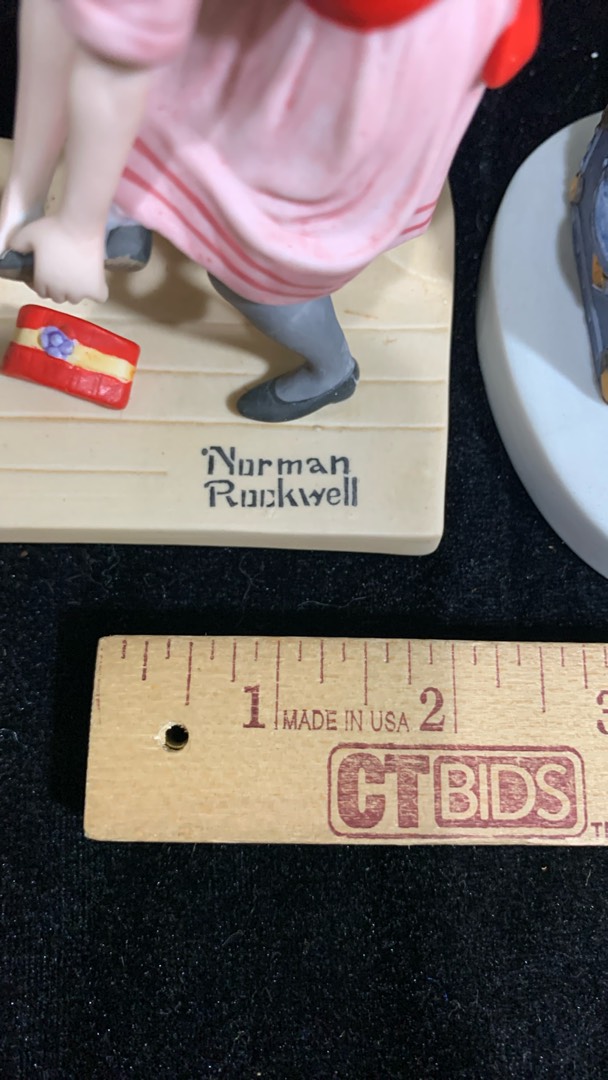 Norman
Rockwell
1 MADE IN USA 2 3
CTBIDS